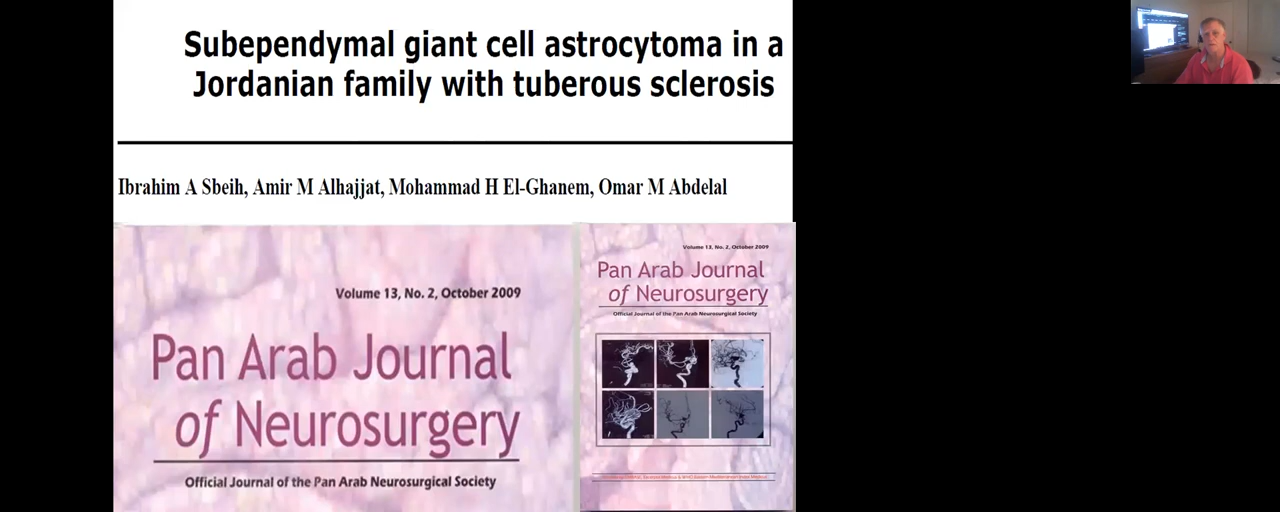 Subependymal giant cell astrocytoma in a
Jordanian family with tuberous sclerosis
Ibrahim A Sbeih, Amir M Alhajjat, Mohammad H El-Ghanem, Omar M Abdelal
Volume 13, No. 2, October 2009
Pan Arab Journal
of Neurosurgery
Official Journal of the Pan Arab Neurosurgical Society
Volume 13, No. 2, October 2009
Pan Arab Journal
of Neurosurgery
Official Journal of the Pan Arab Neurosurgical Society